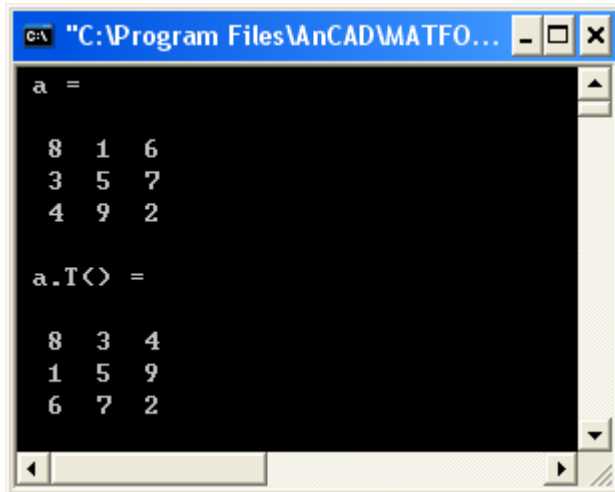 "C:\Program Files\AnCAD\MATFO...
a =
8 1 6
3 5 7
4 9 2
a.T() =
8 3 4
1 5 9
6 7 2